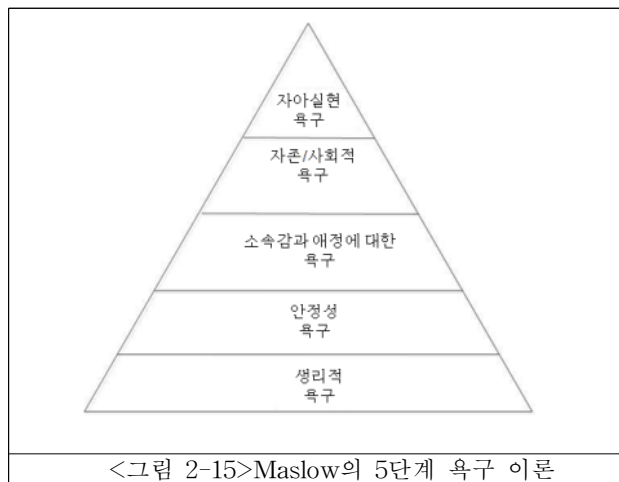 자아실현
욕구
자존/사회적
욕구
소속감과 애정에 대한
욕구
안정성
욕구
생리적
욕구
<그림 2-15>Maslow의 5단계 욕구 이론